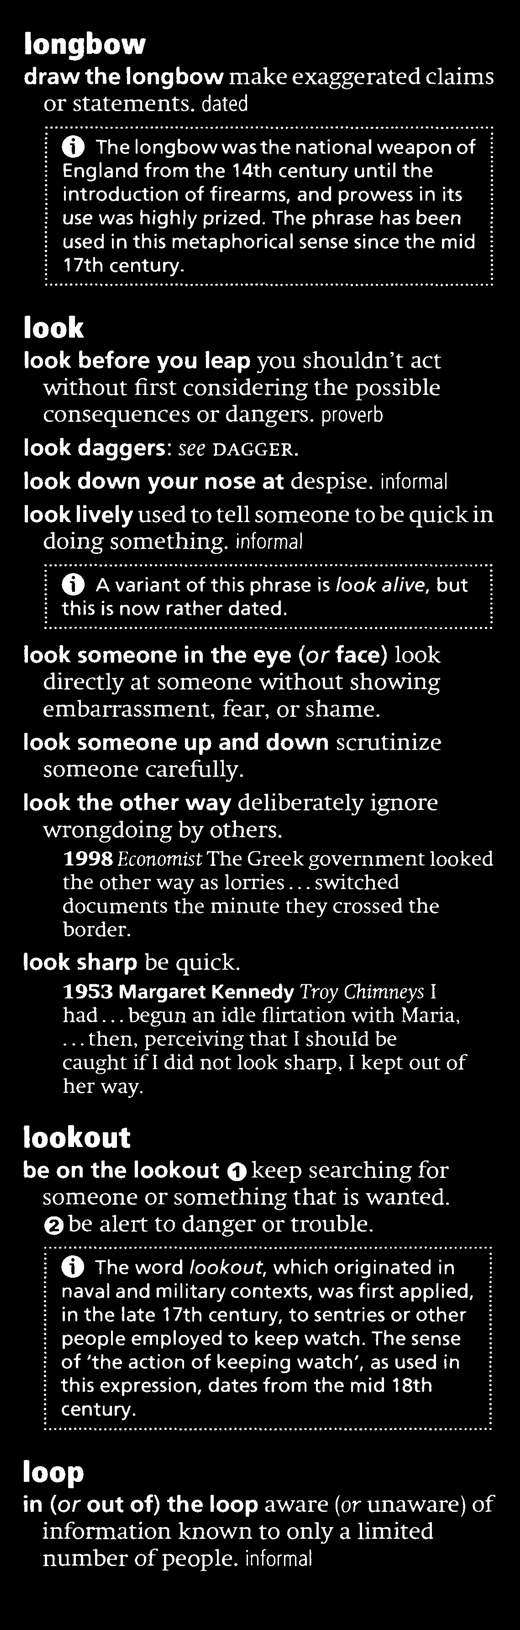 longbow
draw the longbow make exaggerated claims
or statements. dated
ⓘ The longbow was the national weapon of
England from the 14th century until the
introduction of firearms, and prowess in its
use was highly prized. The phrase has been
used in this metaphorical sense since the mid
17th century.
look
look before you leap you shouldn’t act
without first considering the possible
consequences or dangers. proverb
look daggers: see DAGGER.
look down your nose at despise. informal
look lively used to tell someone to be quick in
doing something. informal
ⓘ A variant of this phrase is look alive, but
this is now rather dated.
look someone in the eye (or face) look
directly at someone without showing
embarrassment, fear, or shame.
look someone up and down scrutinize
someone carefully.
look the other way deliberately ignore
wrongdoing by others.
1998 Economist The Greek government looked
the other way as lorries…switched
documents the minute they crossed the
border.
look sharp be quick.
1953 Margaret Kennedy Troy Chimneys I
had…begun an idle flirtation with Maria,
…then, perceiving that I should be
caught if I did not look sharp, I kept out of
her way.
lookout
be on the lookout ❶ keep searching for
someone or something that is wanted.
❷ be alert to danger or trouble.
ⓘ The word lookout, which originated in
naval and military contexts, was first applied,
in the late 17th century, to sentries or other
people employed to keep watch. The sense
of ‘the action of keeping watch’, as used in
this expression, dates from the mid 18th
century.
loop
in (or out of) the loop aware (or unaware) of
information known to only a limited
number of people. informal